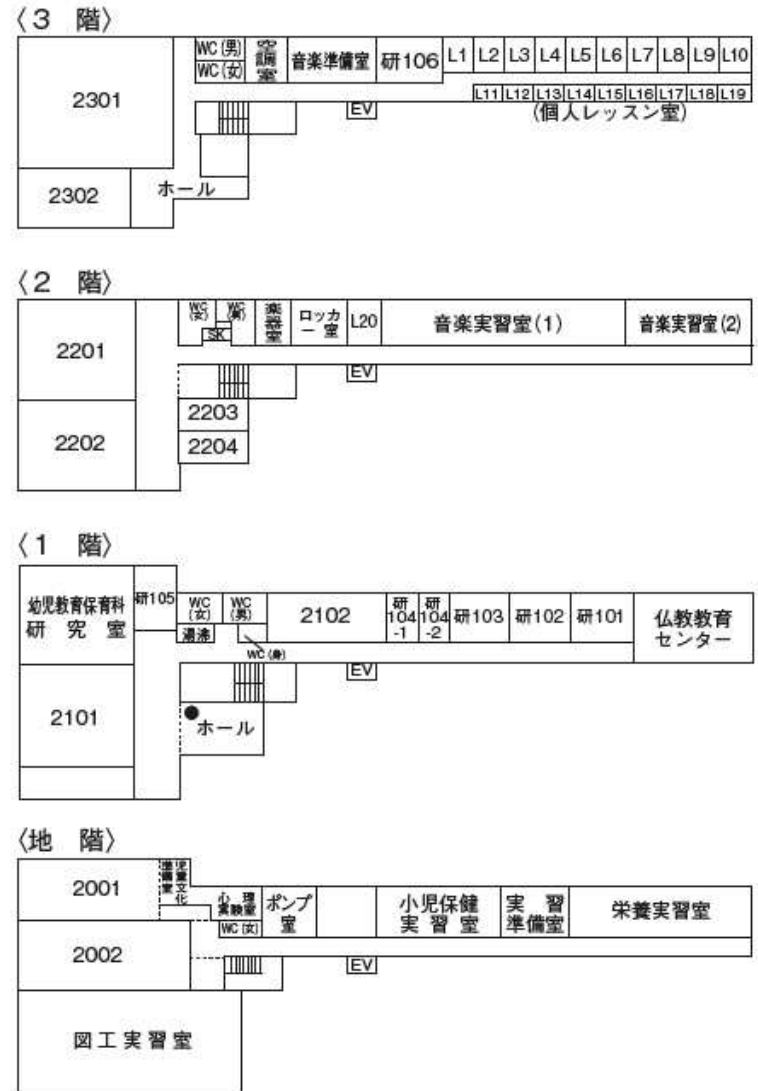 〈3 階〉
WC(男)
WC(女)
空調室
音楽準備室
研106
L1 L2 L3 L4 L5 L6 L7 L8 L9 L10
2301
L11 L12 L13 L14 L15 L16 L17 L18 L19
EV
(個人レッスン室)
2302
ホール
〈2 階〉
WC(女)
WC(男)
SK
楽器室
ロッカー室
L20
音楽実習室(1)
音楽実習室(2)
2201
EV
2202
2203
2204
〈1 階〉
幼児教育保育科
研究室
研105
WC(女)
WC(男)
湯沸
WC(身)
2102
研104-1
研104-2
研103
研102
研101
仏教教育
センター
EV
2101
ホール
〈地 階〉
2001
児童文化
準備室
心理
実験室
WC(女)
ポンプ
室
小児保健
実習室
実習
準備室
栄養実習室
2002
EV
図工実習室